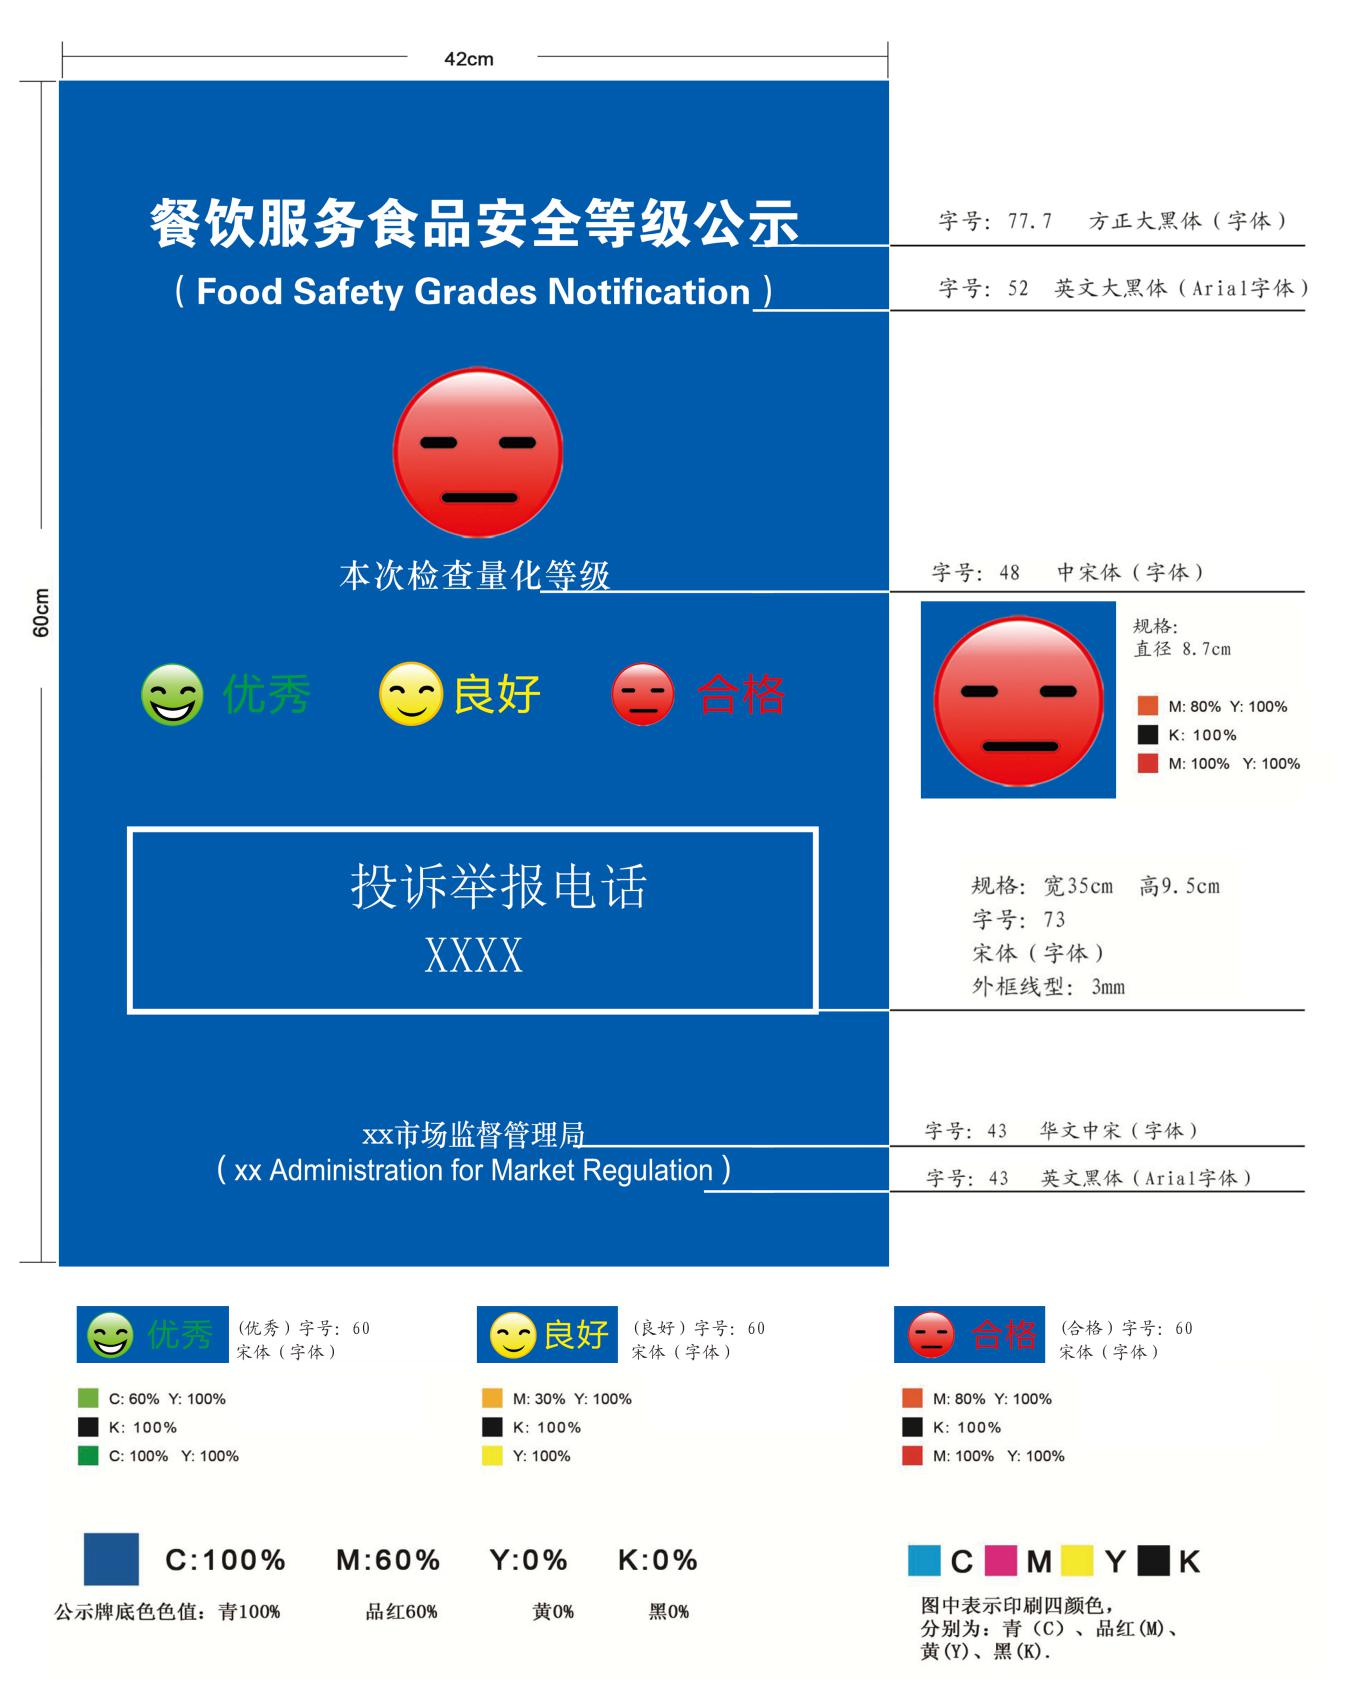 42cm
60cm
餐饮服务食品安全等级公示
字号：77.7 方正大黑体（字体）
（Food Safety Grades Notification）
字号：52 英文大黑体（Arial字体）
本次检查量化等级
字号：48 中宋体（字体）
规格：
直径 8.7cm
M: 80% Y: 100%
K: 100%
M: 100% Y: 100%
优秀 良好 合格
投诉举报电话
XXXX
规格：宽35cm 高9.5cm
字号：73
宋体（字体）
外框线型：3mm
xx市场监督管理局
字号：43 华文中宋（字体）
（xx Administration for Market Regulation）
字号：43 英文黑体（Arial字体）
优秀
(优秀）字号：60
宋体（字体）
C: 60% Y: 100%
K: 100%
C: 100% Y: 100%
良好
(良好）字号：60
宋体（字体）
M: 30% Y: 100%
K: 100%
Y: 100%
合格
(合格）字号：60
宋体（字体）
M: 80% Y: 100%
K: 100%
M: 100% Y: 100%
C:100% M:60% Y:0% K:0%
公示牌底色色值：青100% 品红60% 黄0% 黑0%
C M Y K
图中表示印刷四颜色，
分别为：青（C）、品红(M)、
黄(Y)、黑(K).